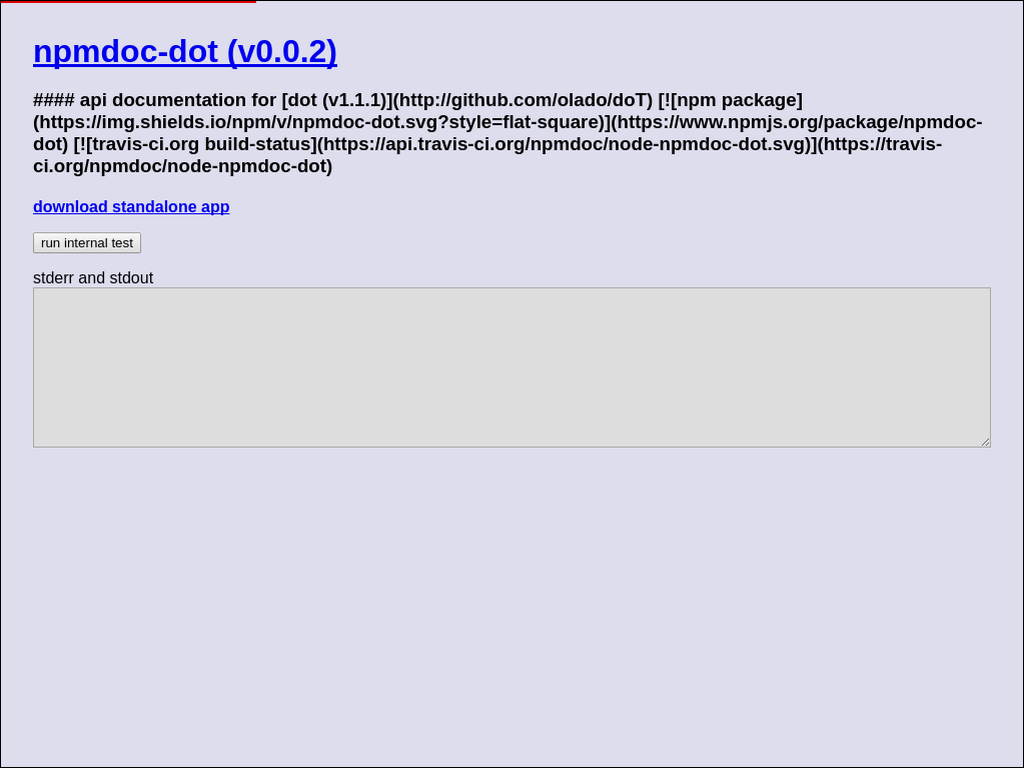 npmdoc-dot (v0.0.2)
#### api documentation for [dot (v1.1.1)](http://github.com/olado/doT) [![npm package]
(https://img.shields.io/npm/v/npmdoc-dot.svg?style=flat-square)](https://www.npmjs.org/package/npmdoc-
dot) [![travis-ci.org build-status](https://api.travis-ci.org/npmdoc/node-npmdoc-dot.svg)](https://travis-
ci.org/npmdoc/node-npmdoc-dot)
download standalone app
run internal test
stderr and stdout